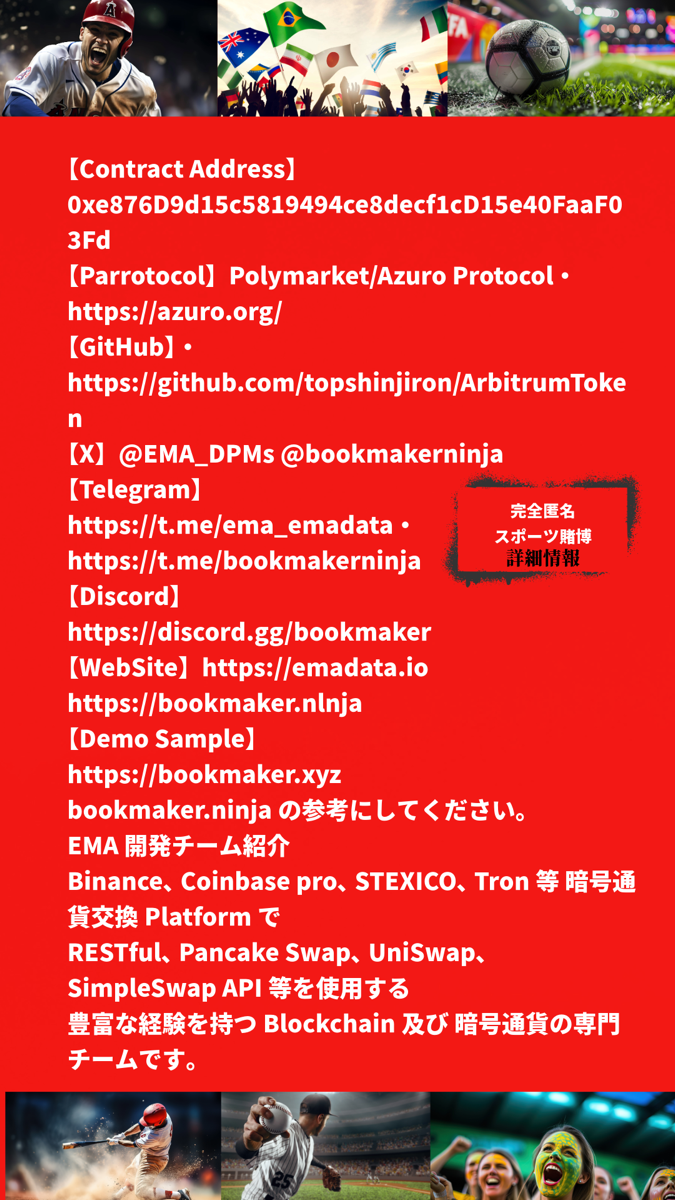 【Contract Address】
0xe876D9d15c5819494ce8decf1cD15e40FaaF0
3Fd
【Parrotocol】Polymarket/Azuro Protocol・
https://azuro.org/
【GitHub】・
https://github.com/topshinjiron/ArbitrumToke
n
【X】@EMA_DPMs @bookmakerninja
【Telegram】
https://t.me/ema_emadata・
https://t.me/bookmakerninja
完全匿名
スポーツ賭博
詳細情報
【Discord】
https://discord.gg/bookmaker
【WebSite】https://emadata.io
https://bookmaker.nlnja
【Demo Sample】
https://bookmaker.xyz
bookmaker.ninja の参考にしてください。
EMA 開発チーム紹介
Binance、Coinbase pro、STEXICO、Tron 等 暗号通
貨交換 Platform で
RESTful、Pancake Swap、UniSwap、
SimpleSwap API 等を使用する
豊富な経験を持つ Blockchain 及び 暗号通貨の専門
チームです。